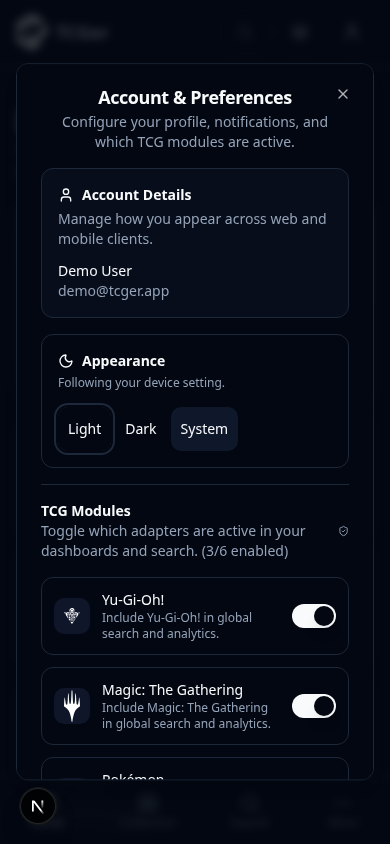 Account & Preferences
Configure your profile, notifications, and
which TCG modules are active.
Account Details
Manage how you appear across web and
mobile clients.
Demo User
demo@tcger.app
Appearance
Following your device setting.
Light Dark System
TCG Modules
Toggle which adapters are active in your
dashboards and search. (3/6 enabled)
Yu-Gi-Oh!
Include Yu-Gi-Oh! in global
search and analytics.
Magic: The Gathering
Include Magic: The Gathering
in global search and analytics.
Pokémon
N